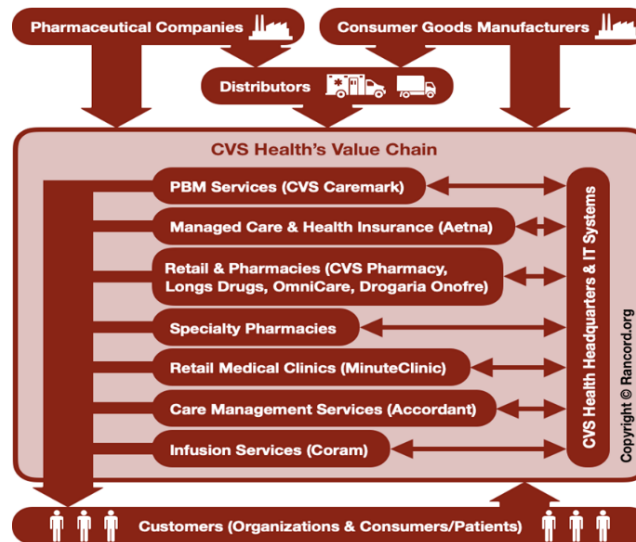 Pharmaceutical Companies
Consumer Goods Manufacturers
Distributors
CVS Health's Value Chain
PBM Services (CVS Caremark)
Managed Care & Health Insurance (Aetna)
Retail & Pharmacies (CVS Pharmacy,
Longs Drugs, OmniCare, Drogaria Onofre)
Specialty Pharmacies
Retail Medical Clinics (MinuteClinic)
Care Management Services (Accordant)
Infusion Services (Coram)
CVS Health Headquarters & IT Systems
Copyright © Rancord.org
Customers (Organizations & Consumers/Patients)